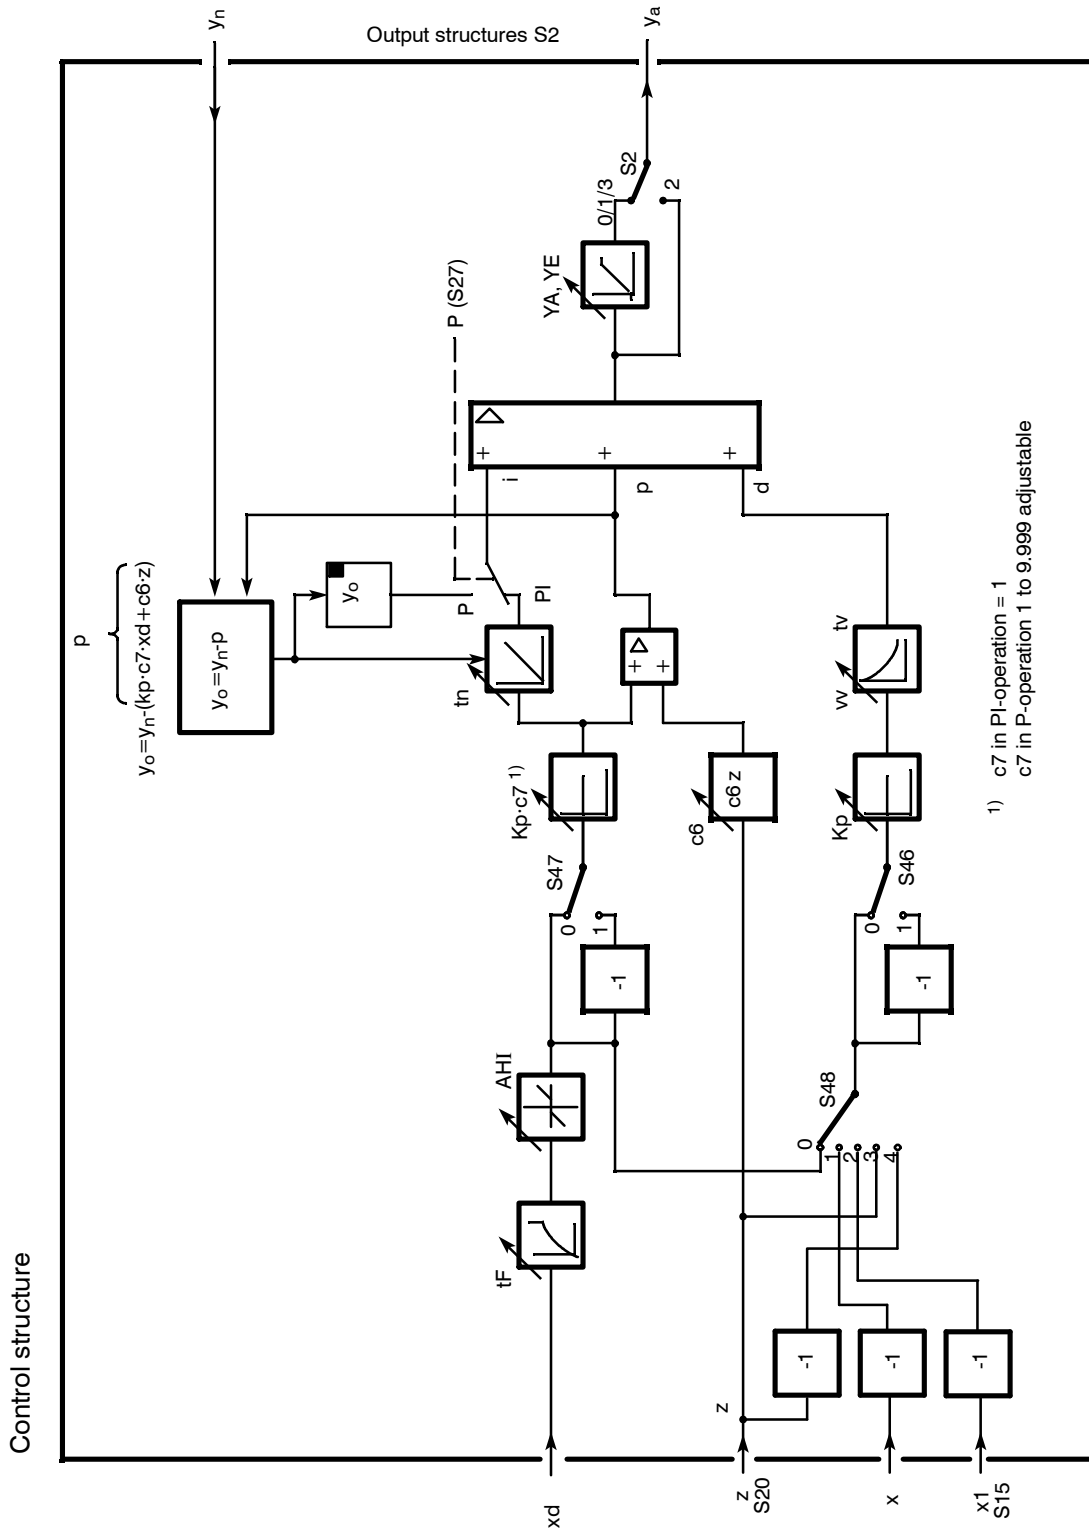 Control structure
Output structures S2
yn
ya
p
yo=yn-(kp·c7·xd+c6·z)
yo=yn-p
yo
P
PI
P (S27)
tn
i
p
d
+
+
+
YA, YE
0/1/3
2
S2
xd
tF
AHI
-1
0
1
S47
Kp·c7 1)
+
+
z
S20
z
c6
c6 z
-1
x
-1
x1
S15
-1
0
1
2
3
4
S48
-1
0
1
S46
Kp
vv
tv
1)
c7 in PI-operation = 1
c7 in P-operation 1 to 9.999 adjustable